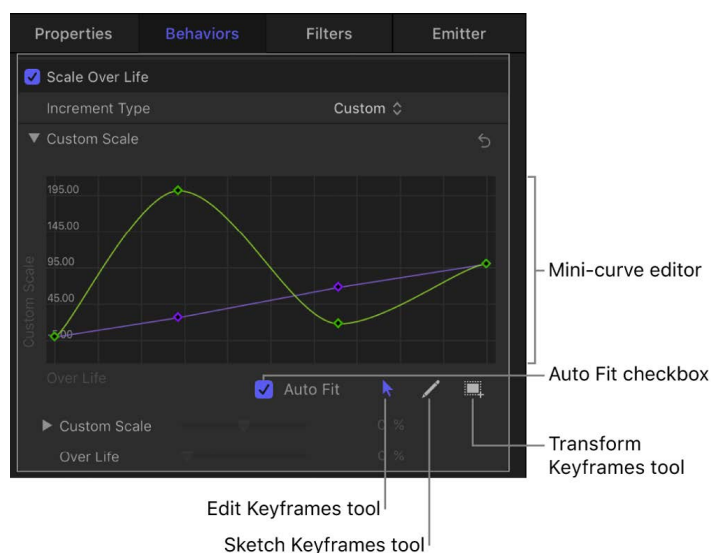 Properties Behaviors Filters Emitter
Scale Over Life
Increment Type Custom
Custom Scale
195.00
145.00
95.00
45.00
-5.00
Custom Scale
Over Life
Auto Fit
Custom Scale 0 %
Over Life 0 %
Mini-curve editor
Auto Fit checkbox
Transform
Keyframes tool
Edit Keyframes tool
Sketch Keyframes tool